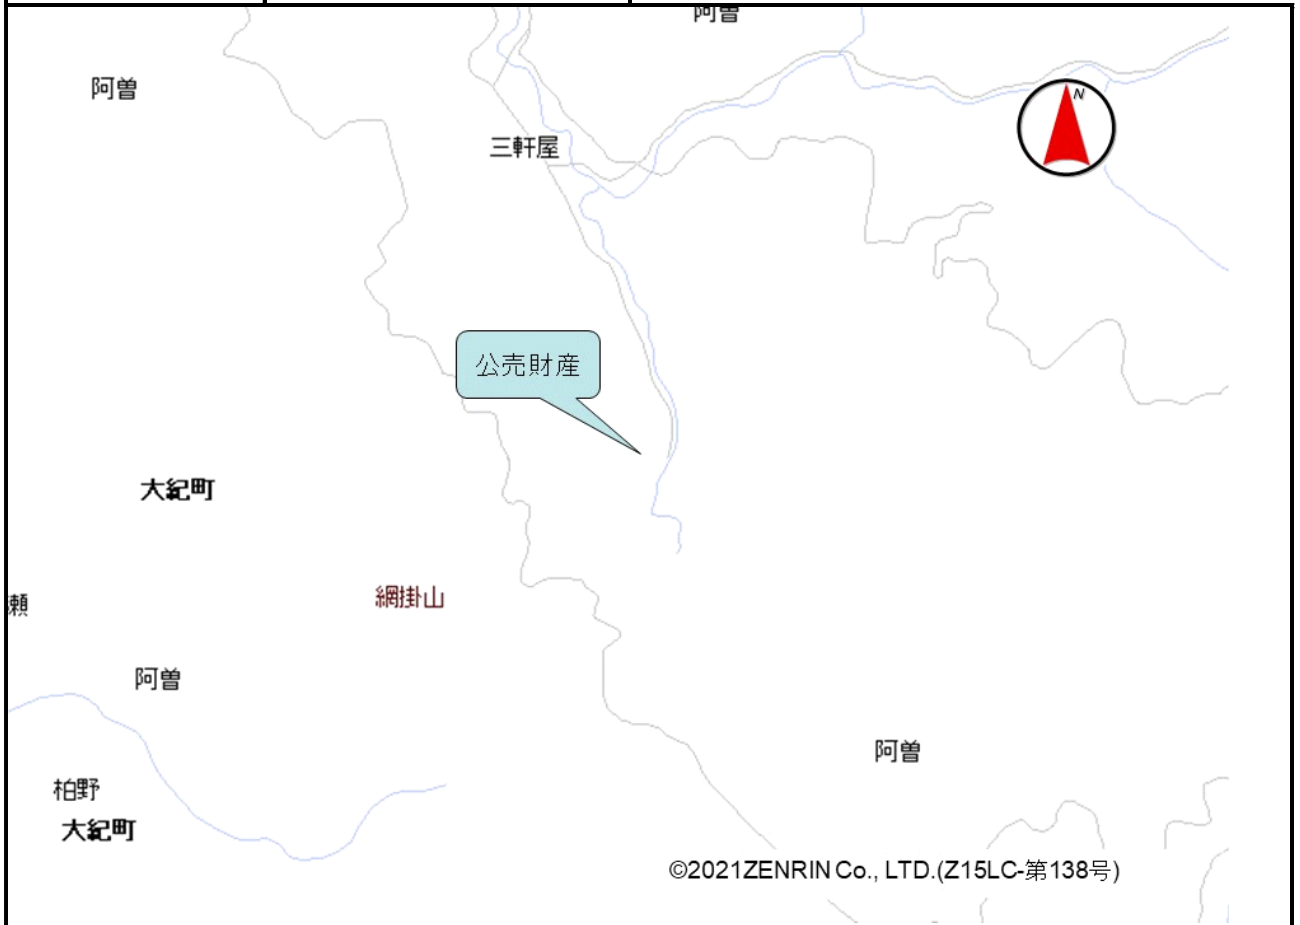 阿曽
阿曽
N
三軒屋
公売財産
大紀町
網掛山
瀬
阿曽
阿曽
柏野
大紀町
©2021ZENRIN Co., LTD.(Z15LC-第138号)